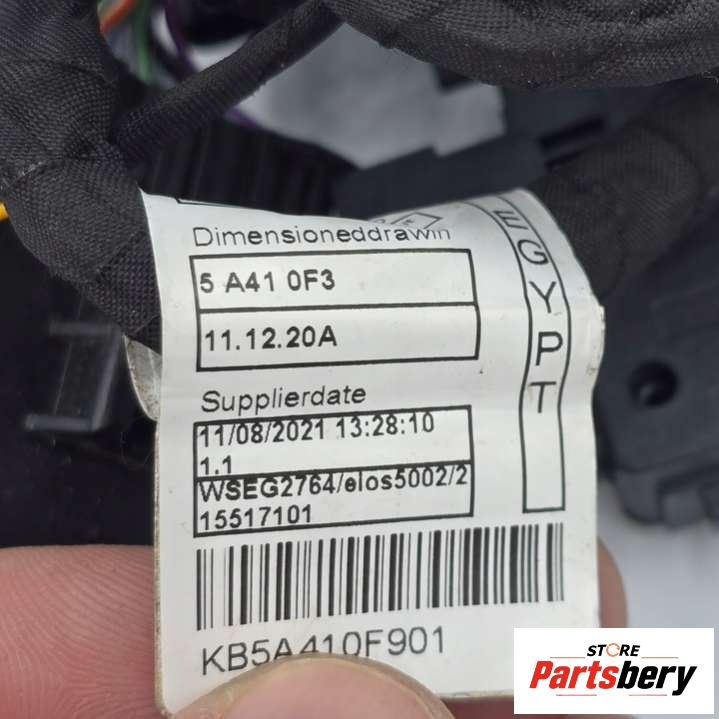 Dimensioneddrawin
5 A41 0F3
11.12.20A
EGYPT
Supplierdate
11/08/2021 13:28:10
1.1
WSEG2764/elos5002/2
15517101
KB5A410F901
STORE
Partsbery